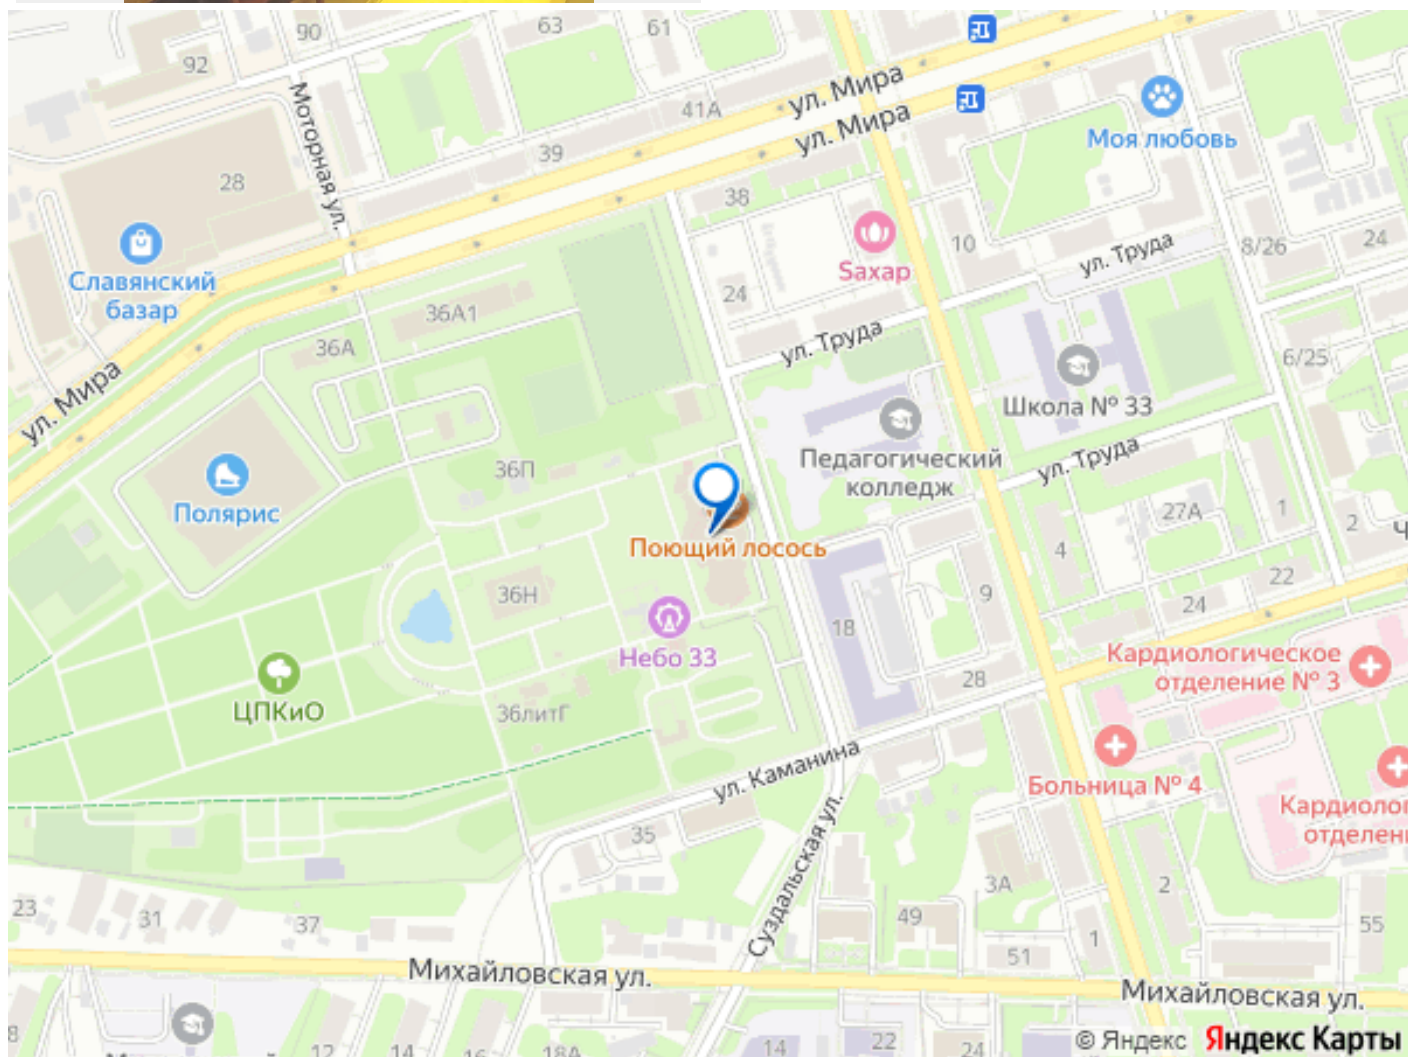 90
63
61
92
41А
ул. Мира
ул. Мира
Моторная ул.
Моя любовь
39
28
38
Sахар
10
ул. Труда
8/26
24
Славянский
базар
24
36А1
36А
ул. Труда
6/25
ул. Мира
Школа № 33
Педагогический
колледж
ул. Труда
36П
Полярис
27А
1
2
Ч
Поющий лосось
4
36Н
9
22
24
18
Небо 33
Кардиологическое
отделение № 3
28
ЦПКиО
36литГ
ул. Каманина
Больница № 4
Кардиолог
отделен
35
Суздальская ул.
3А
2
23
31
37
49
55
51
1
Михайловская ул.
Михайловская ул.
8
12
14
16
18А
14
22
24
© Яндекс Яндекс Карты